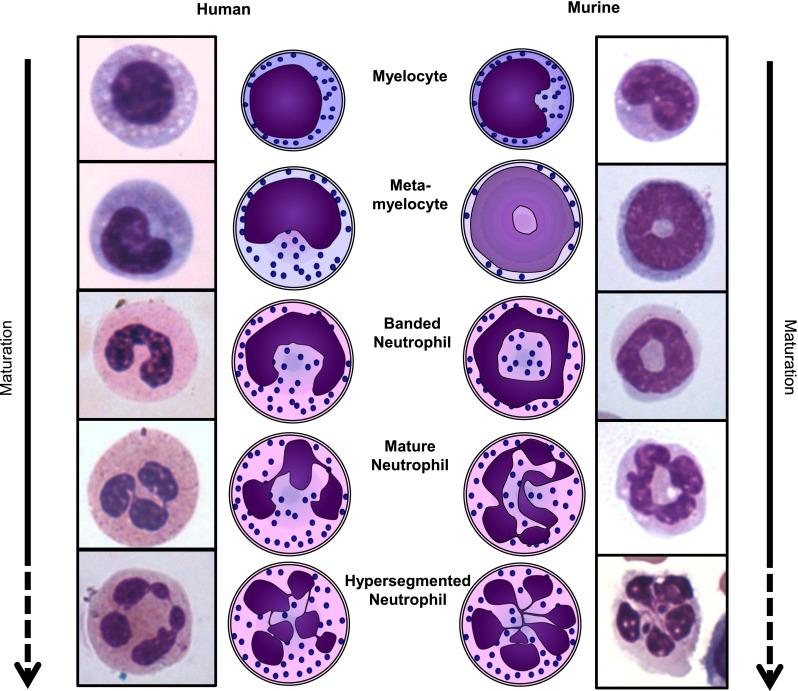 Human
Murine
Myelocyte
Meta-
myelocyte
Banded
Neutrophil
Mature
Neutrophil
Hypersegmented
Neutrophil
Maturation
Maturation